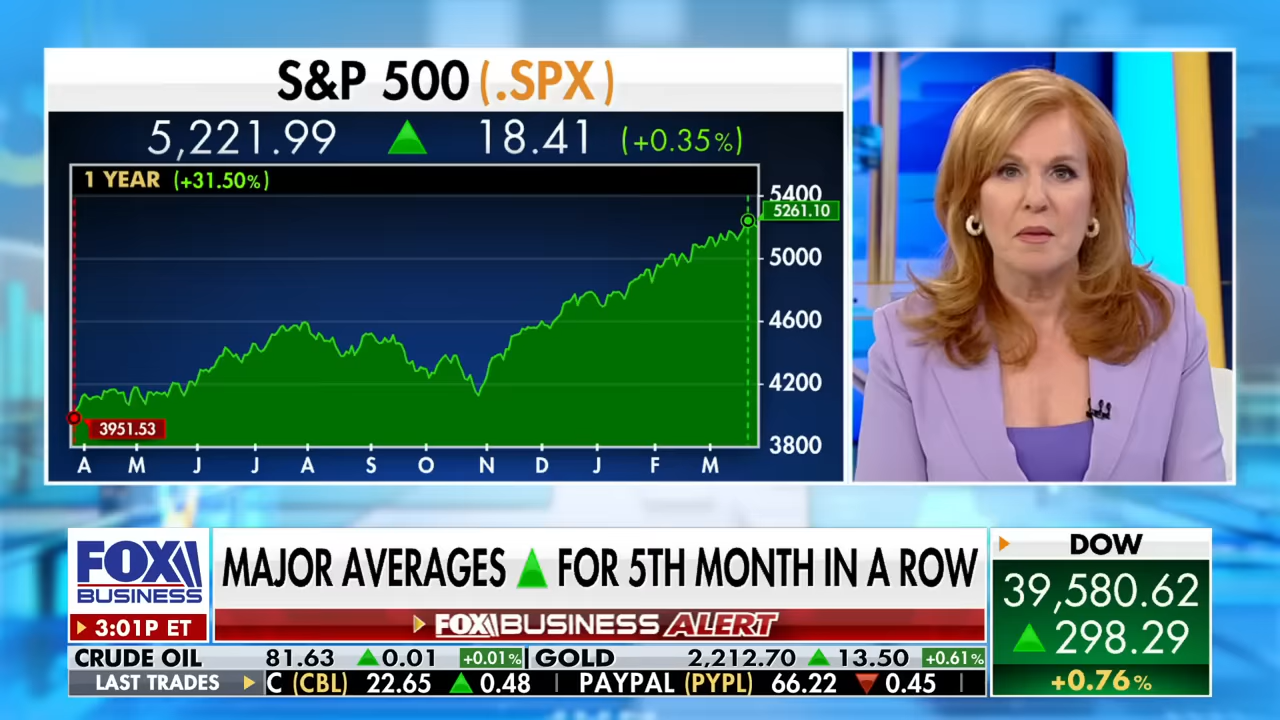 S&P 500 (.SPX)
5,221.99 ▲ 18.41 (+0.35%)
1 YEAR (+31.50%)
5400
5261.10
5000
4600
4200
3951.53
3800
A M J J A S O N D J F M
FOX BUSINESS
3:01P ET
MAJOR AVERAGES ▲ FOR 5TH MONTH IN A ROW
FOX BUSINESS ALERT
DOW
39,580.62
▲ 298.29
+0.76%
CRUDE OIL 81.63 ▲ 0.01 +0.01% GOLD 2,212.70 ▲ 13.50 +0.61%
LAST TRADES C (CBL) 22.65 ▲ 0.48 | PAYPAL (PYPL) 66.22 ▼ 0.45 |